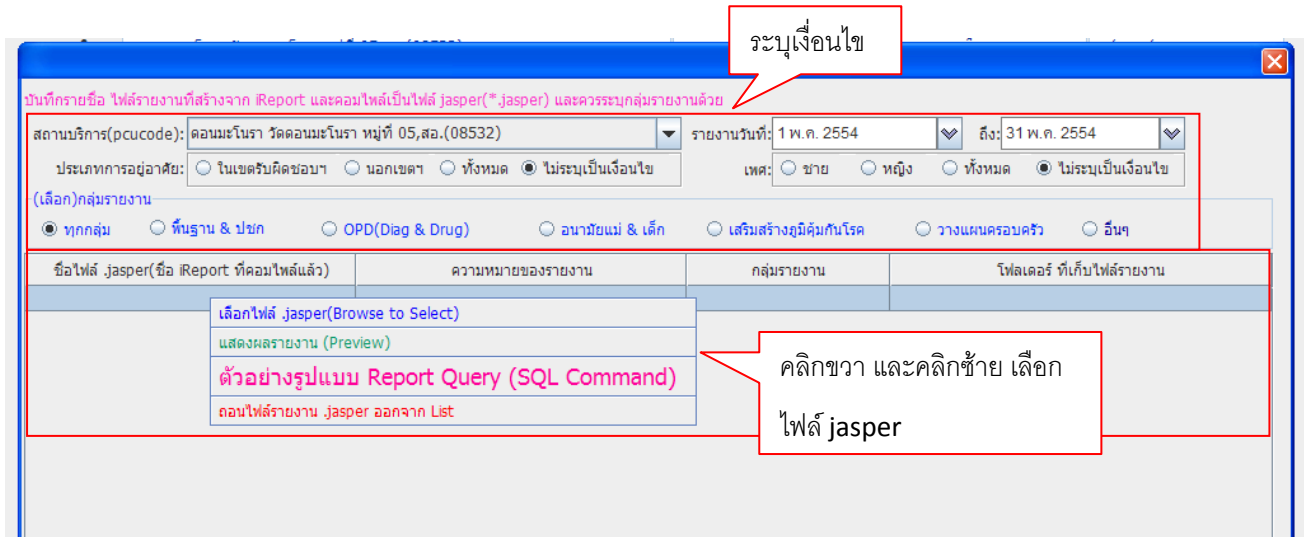 ระบุเงื่อนไข
บันทึกรายชื่อ ไฟล์รายงานที่สร้างจาก iReport และคอมไพล์เป็นไฟล์ jasper(*.jasper) และควรระบุกลุ่มรายงานด้วย
สถานบริการ(pcucode): ดอนมะโนรา วัดดอนมะโนรา หมู่ที่ 05,สอ.(08532) รายงานวันที่: 1 พ.ค. 2554 ถึง: 31 พ.ค. 2554
ประเภทการอยู่อาศัย: ในเขตรับผิดชอบฯ นอกเขตฯ ทั้งหมด ไม่ระบุเป็นเงื่อนไข เพศ: ชาย หญิง ทั้งหมด ไม่ระบุเป็นเงื่อนไข
(เลือก)กลุ่มรายงาน
ทุกกลุ่ม พื้นฐาน & ปชก OPD(Diag & Drug) อนามัยแม่ & เด็ก เสริมสร้างภูมิคุ้มกันโรค วางแผนครอบครัว อื่นๆ
ชื่อไฟล์ .jasper(ชื่อ iReport ที่คอมไพล์แล้ว) ความหมายของรายงาน กลุ่มรายงาน โฟลเดอร์ ที่เก็บไฟล์รายงาน
เลือกไฟล์ .jasper(Browse to Select)
แสดงผลรายงาน (Preview)
ตัวอย่างรูปแบบ Report Query (SQL Command)
ถอนไฟล์รายงาน .jasper ออกจาก List
คลิกขวา และคลิกซ้าย เลือก
ไฟล์ jasper